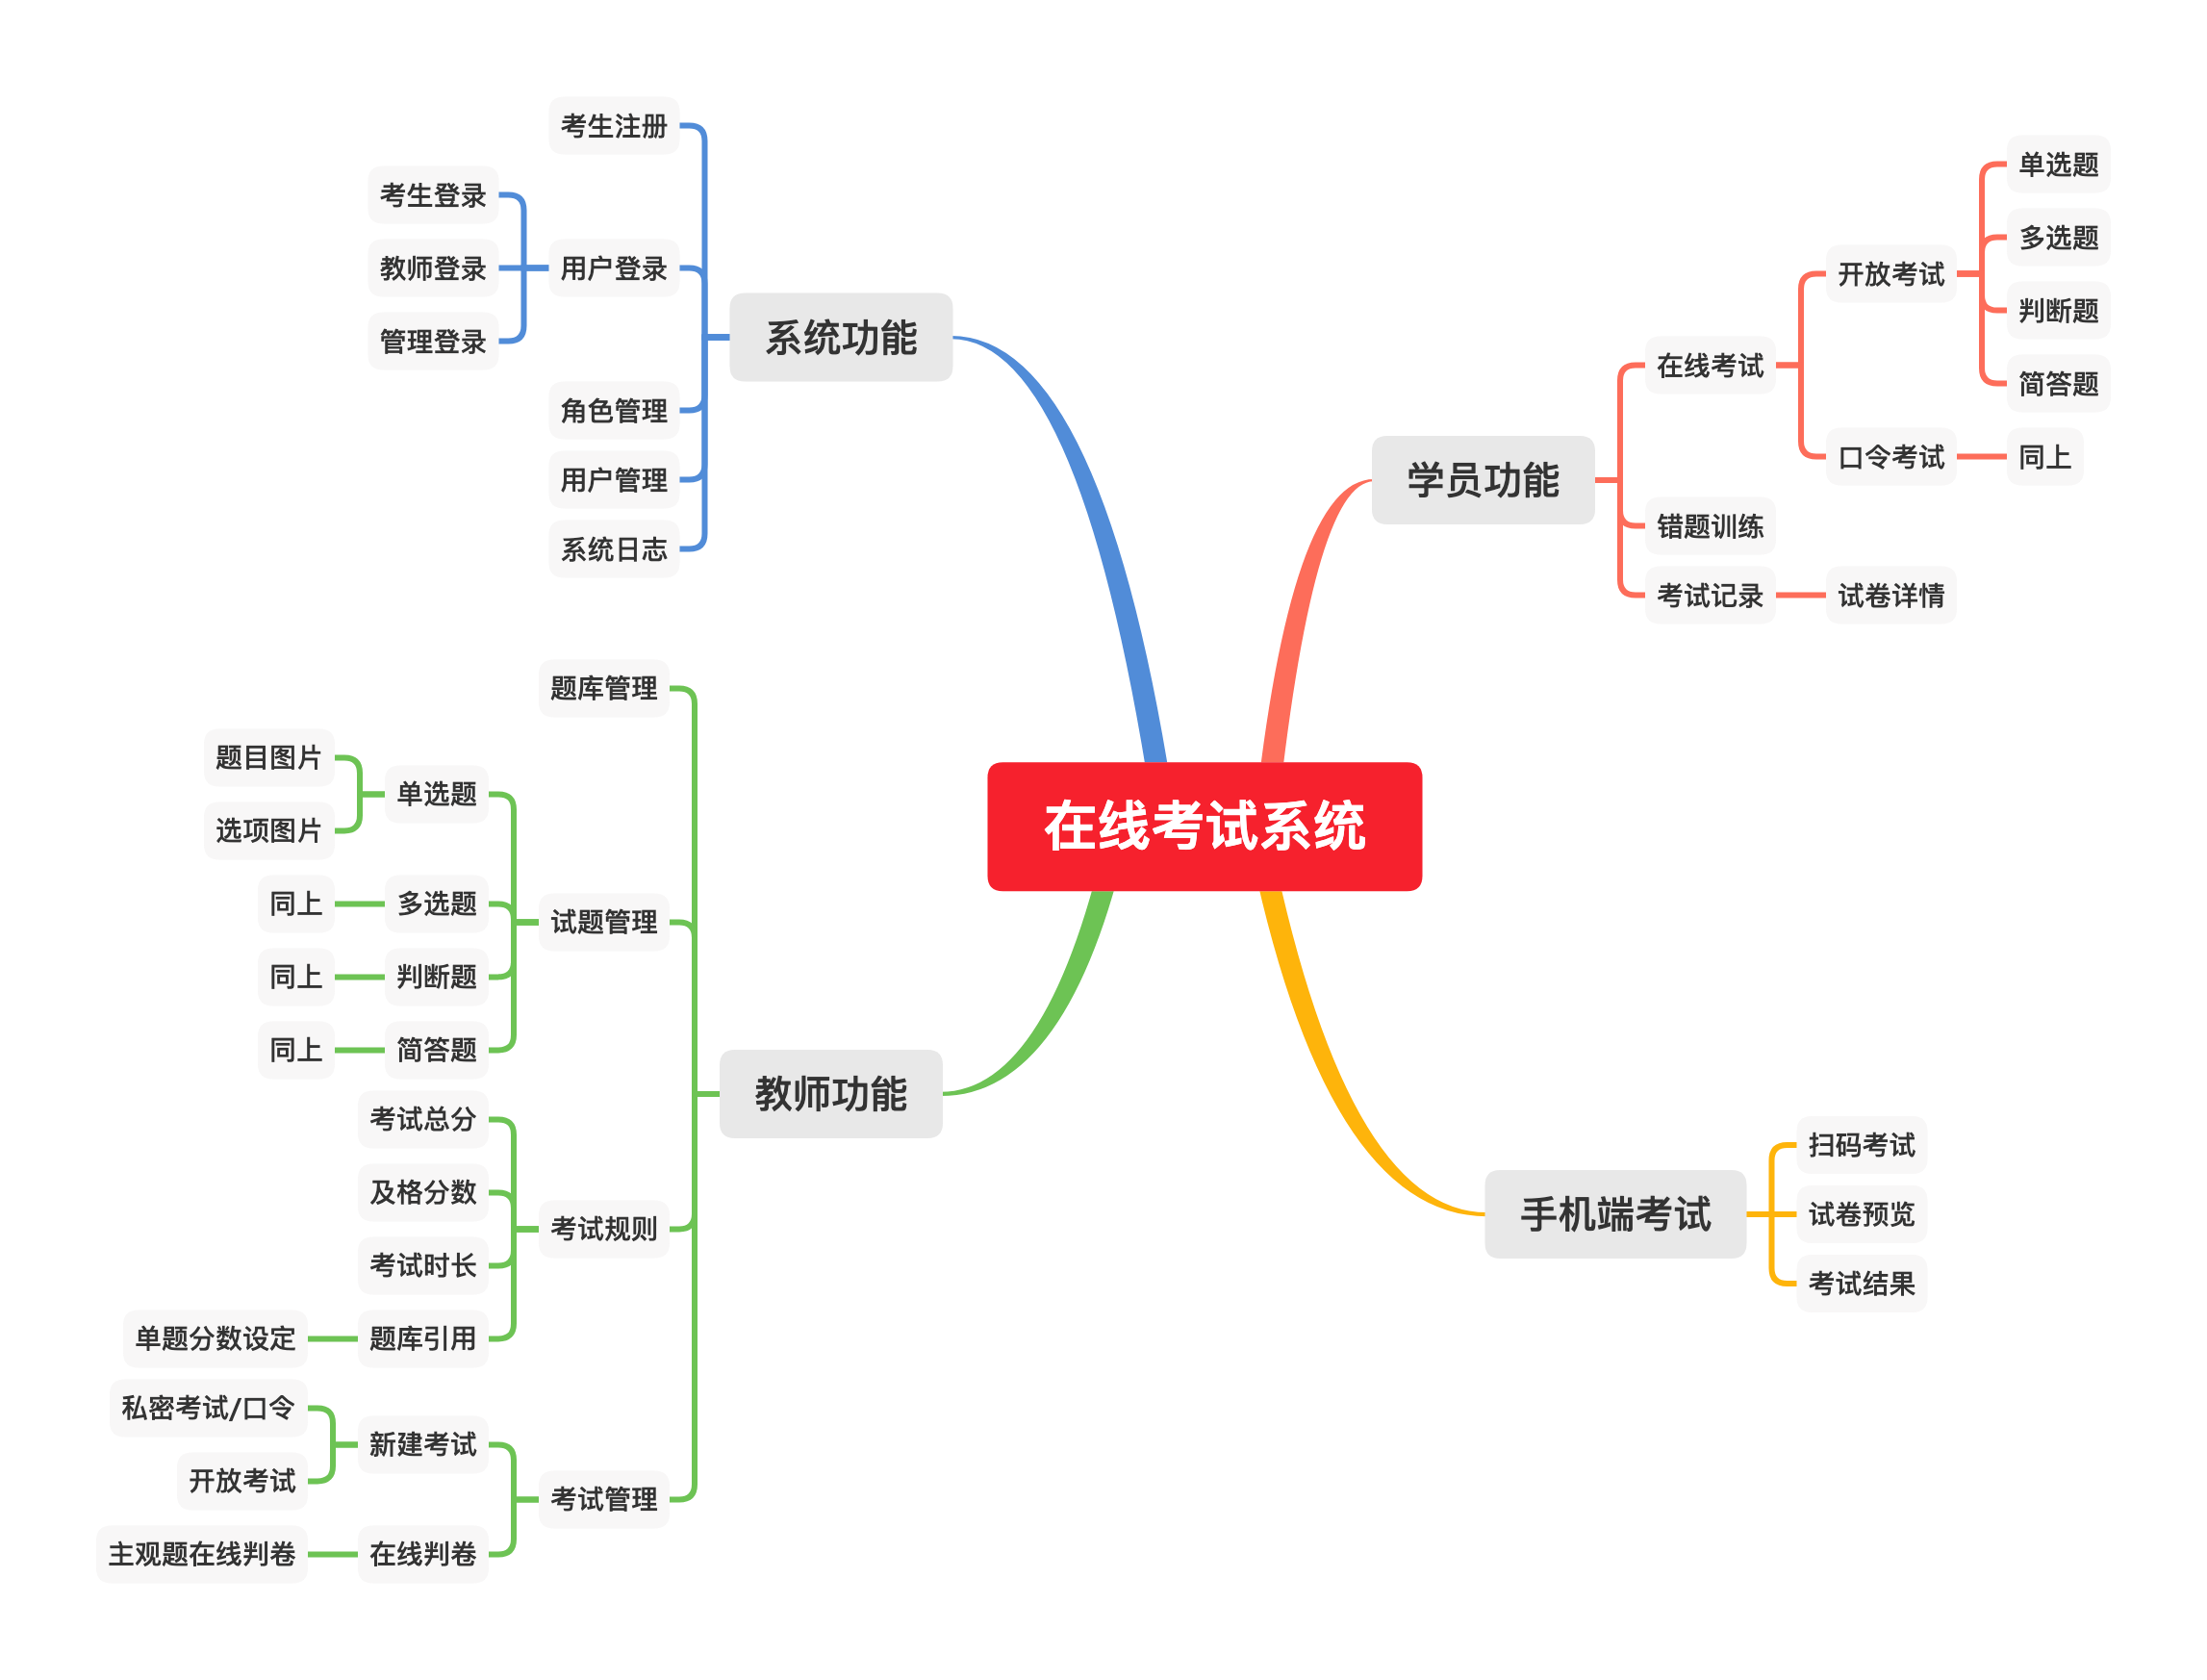 在线考试系统
系统功能
考生注册
用户登录
考生登录
教师登录
管理登录
角色管理
用户管理
系统日志
学员功能
在线考试
开放考试
单选题
多选题
判断题
简答题
口令考试
同上
错题训练
考试记录
试卷详情
教师功能
题库管理
试题管理
单选题
题目图片
选项图片
多选题
同上
判断题
同上
简答题
同上
考试规则
考试总分
及格分数
考试时长
题库引用
单题分数设定
考试管理
新建考试
私密考试/口令
开放考试
在线判卷
主观题在线判卷
手机端考试
扫码考试
试卷预览
考试结果